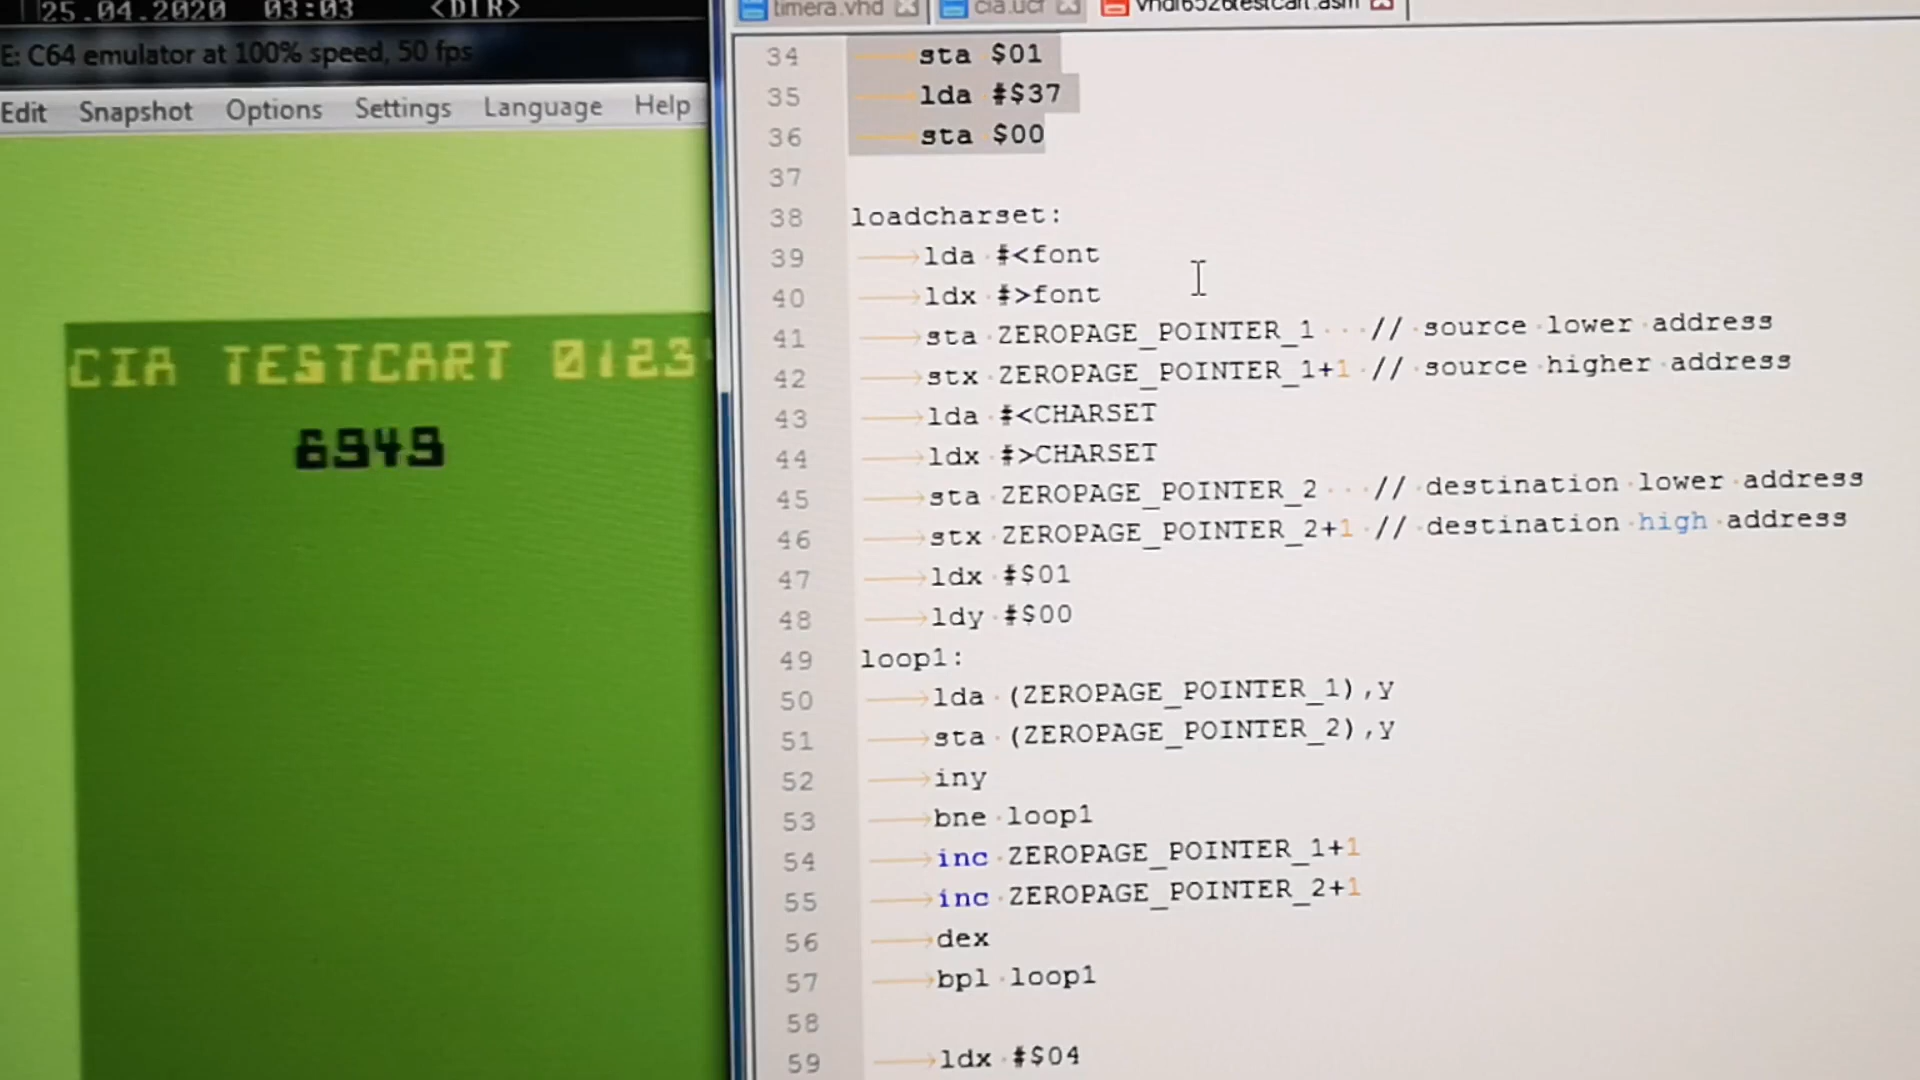 25.04.2020 03:03 <DIR>
E: C64 emulator at 100% speed, 50 fps
Edit Snapshot Options Settings Language Help
CIA TESTCART 0123
6949
timera.vhd cia.ucf vhdl6526testcart.asm
34 sta $01
35 lda #$37
36 sta $00
37
38 loadcharset:
39 lda #<font
40 ldx #>font
41 sta ZEROPAGE_POINTER_1 // source lower address
42 stx ZEROPAGE_POINTER_1+1 // source higher address
43 lda #<CHARSET
44 ldx #>CHARSET
45 sta ZEROPAGE_POINTER_2 // destination lower address
46 stx ZEROPAGE_POINTER_2+1 // destination high address
47 ldx #$01
48 ldy #$00
49 loop1:
50 lda (ZEROPAGE_POINTER_1),y
51 sta (ZEROPAGE_POINTER_2),y
52 iny
53 bne loop1
54 inc ZEROPAGE_POINTER_1+1
55 inc ZEROPAGE_POINTER_2+1
56 dex
57 bpl loop1
58
59 ldx #$04